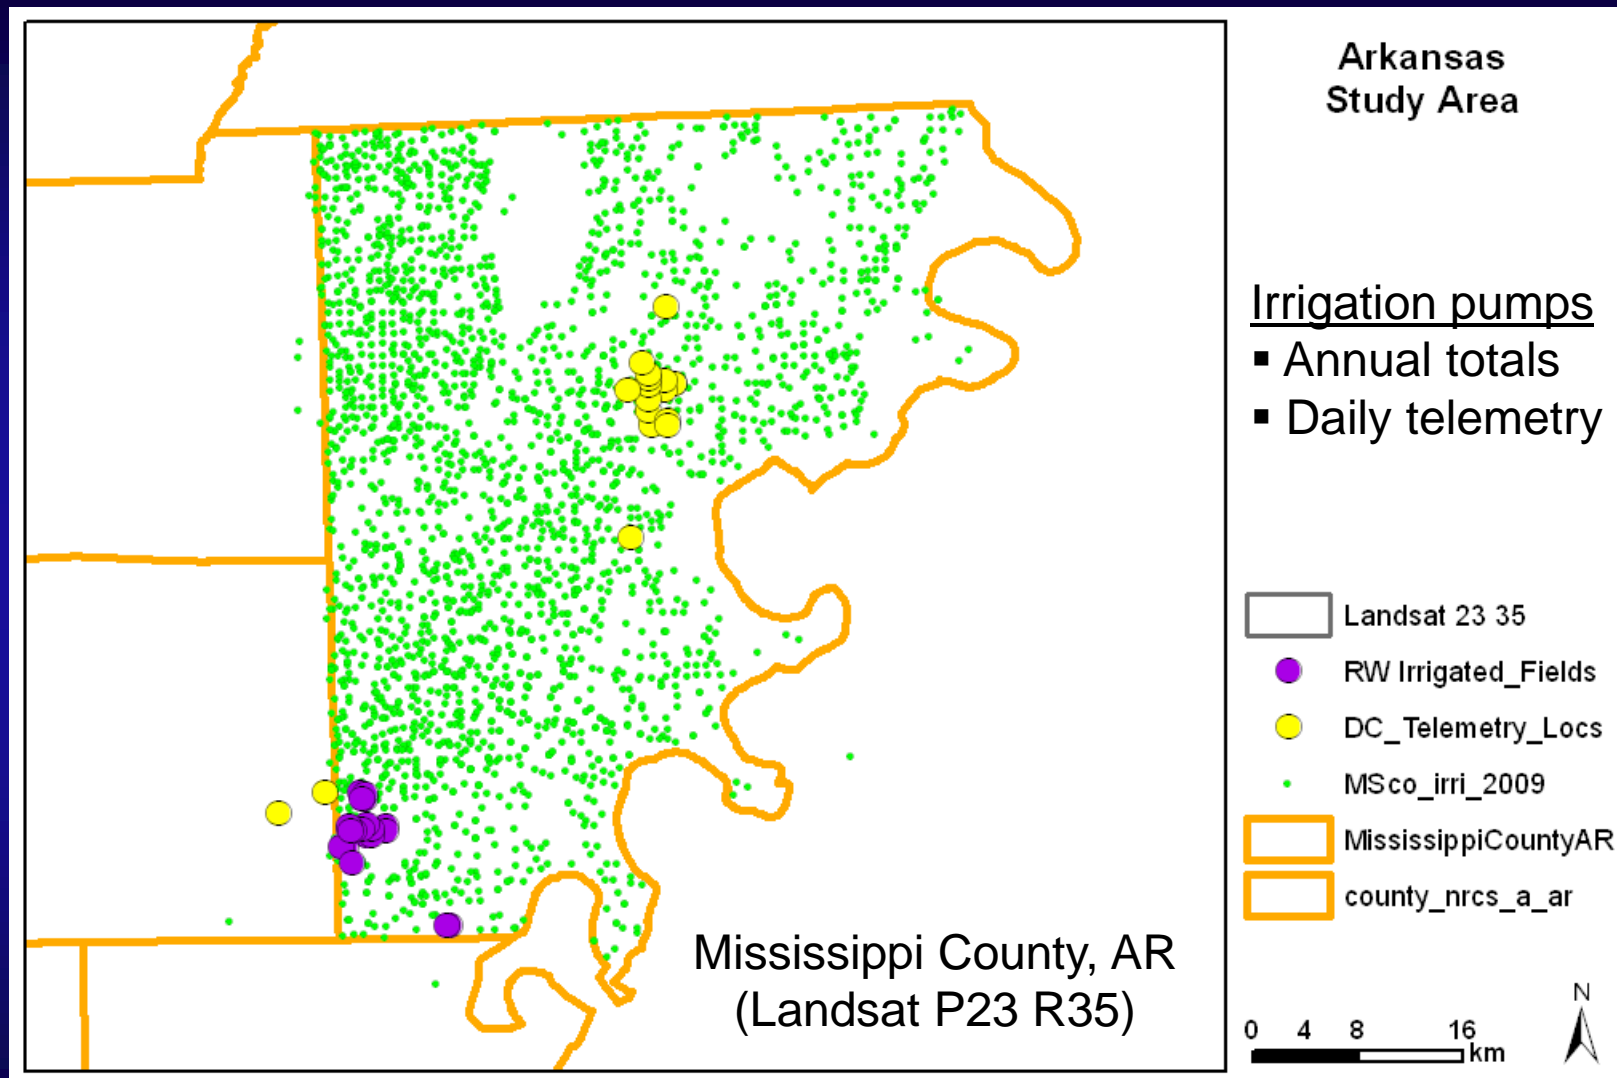 Arkansas
Study Area
Irrigation pumps
▪ Annual totals
▪ Daily telemetry
Landsat 23 35
RW Irrigated_Fields
DC_Telemetry_Locs
MSco_irri_2009
MississippiCountyAR
county_nrcs_a_ar
Mississippi County, AR
(Landsat P23 R35)
N
0 4 8 16
km